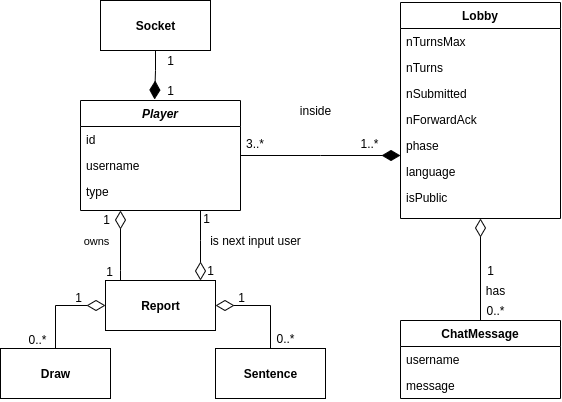 Socket
1
1
Player
id
username
type
inside
3..*
1..*
Lobby
nTurnsMax
nTurns
nSubmitted
nForwardAck
phase
language
isPublic
1
owns
1
1
is next input user
1
Report
1
0..*
1
0..*
Draw
Sentence
1
has
0..*
ChatMessage
username
message